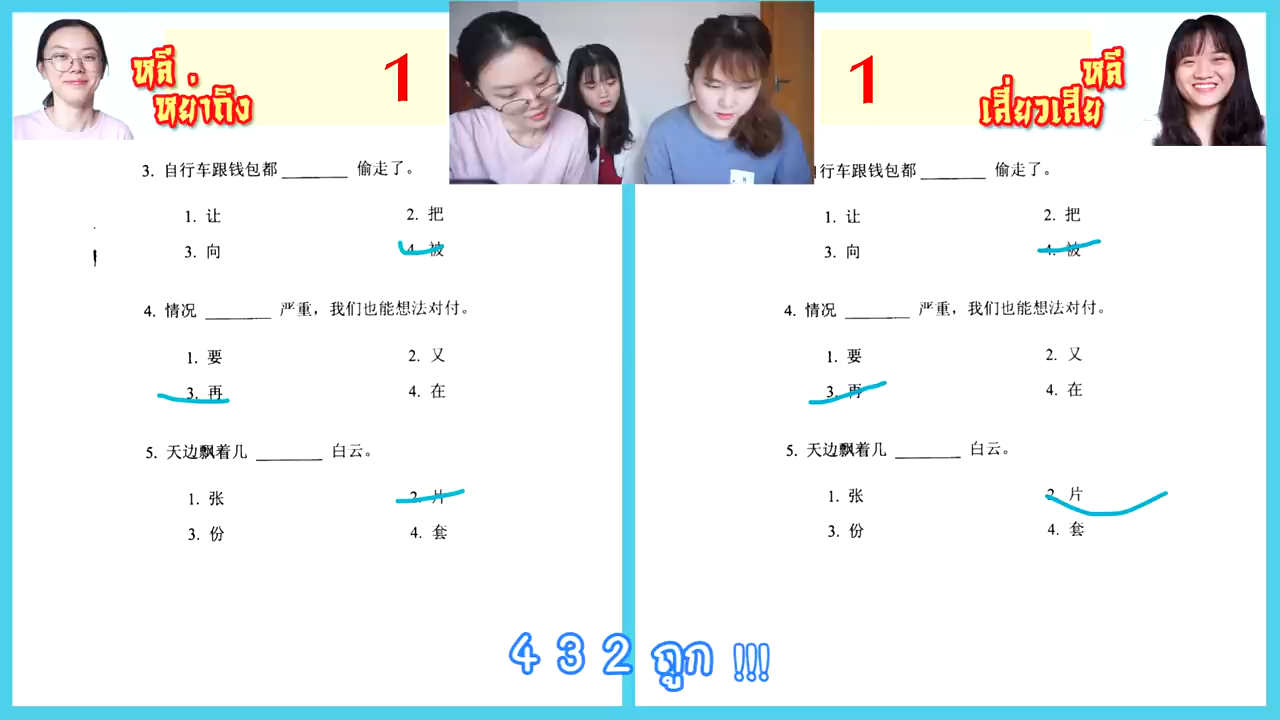 หลี
หย่าถิง
1
3. 自行车跟钱包都 ________ 偷走了。
1. 让
2. 把
3. 向
4. 被
4. 情况 ________ 严重，我们也能想法对付。
1. 要
2. 又
3. 再
4. 在
5. 天边飘着几 ________ 白云。
1. 张
2. 片
3. 份
4. 套
1
หลี
เสี่ยวเสีย
自行车跟钱包都 ________ 偷走了。
1. 让
2. 把
3. 向
4. 被
4. 情况 ________ 严重，我们也能想法对付。
1. 要
2. 又
3. 再
4. 在
5. 天边飘着几 ________ 白云。
1. 张
2. 片
3. 份
4. 套
4 3 2 ถูก !!!